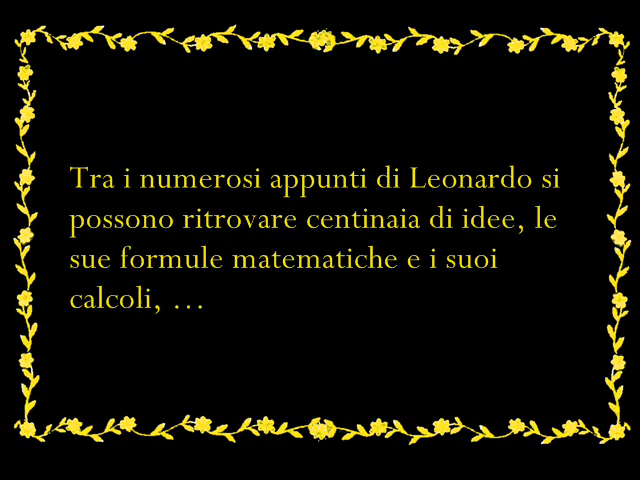 Tra i numerosi appunti di Leonardo si
possono ritrovare centinaia di idee, le
sue formule matematiche e i suoi
calcoli, …